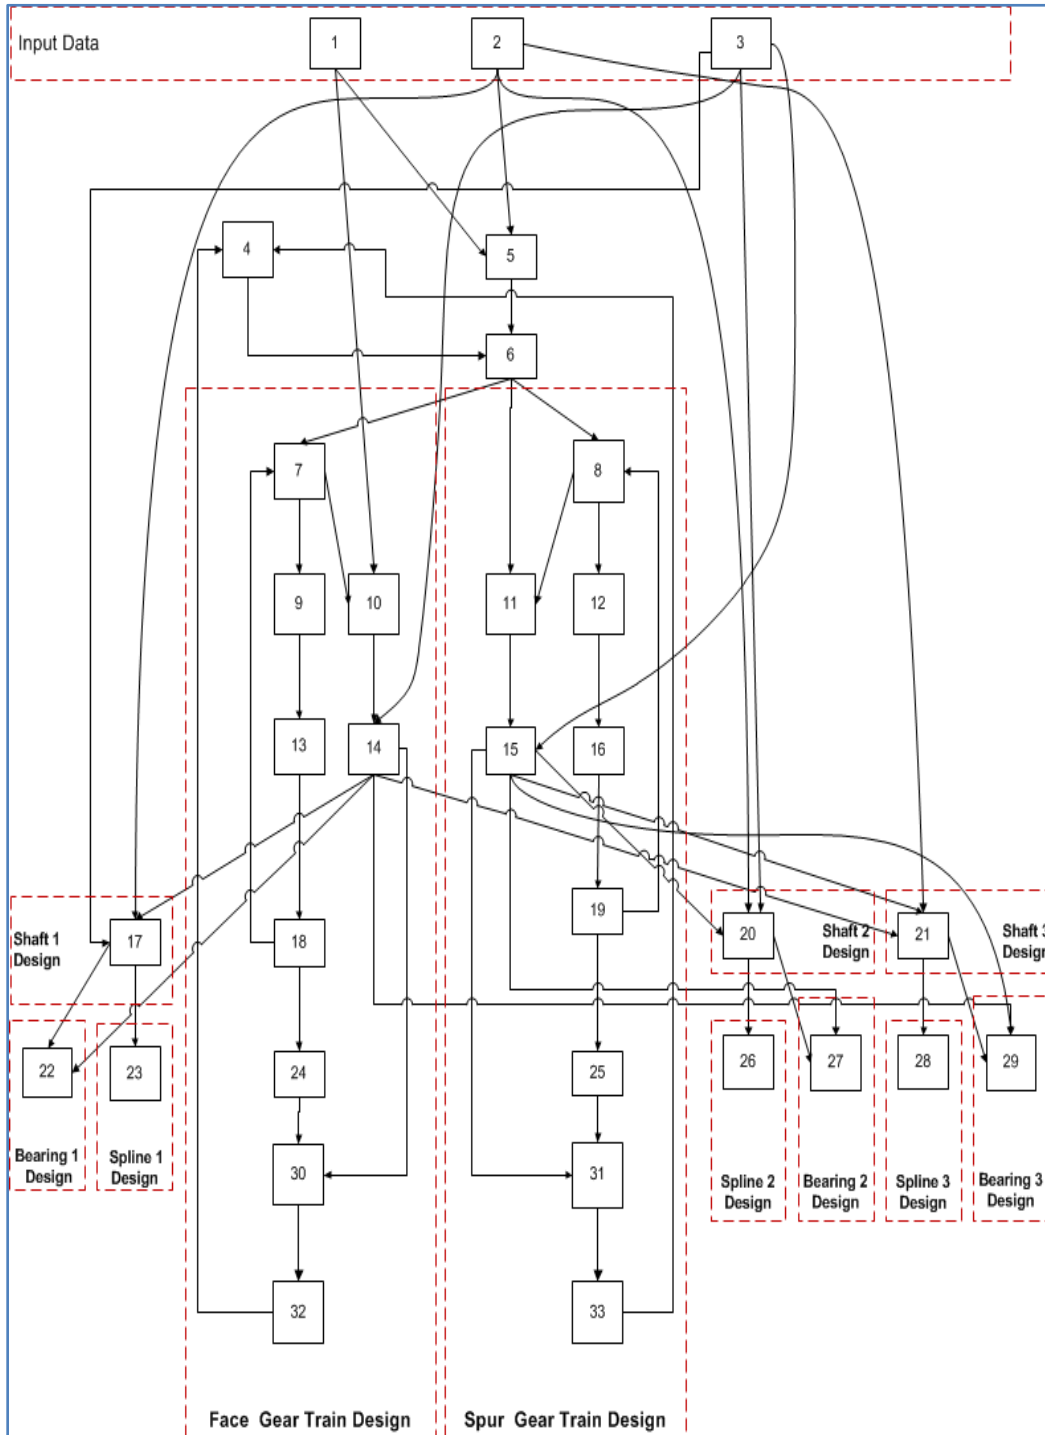 Input Data
1
2
3
4
5
6
7
8
9
10
11
12
13
14
15
16
17
18
19
20
21
Shaft 1
Design
Shaft 2
Design
Shaft 3
Design
22
23
24
25
26
27
28
29
Bearing 1
Design
Spline 1
Design
30
31
Spline 2
Design
Bearing 2
Design
Spline 3
Design
Bearing 3
Design
32
33
Face Gear Train Design
Spur Gear Train Design